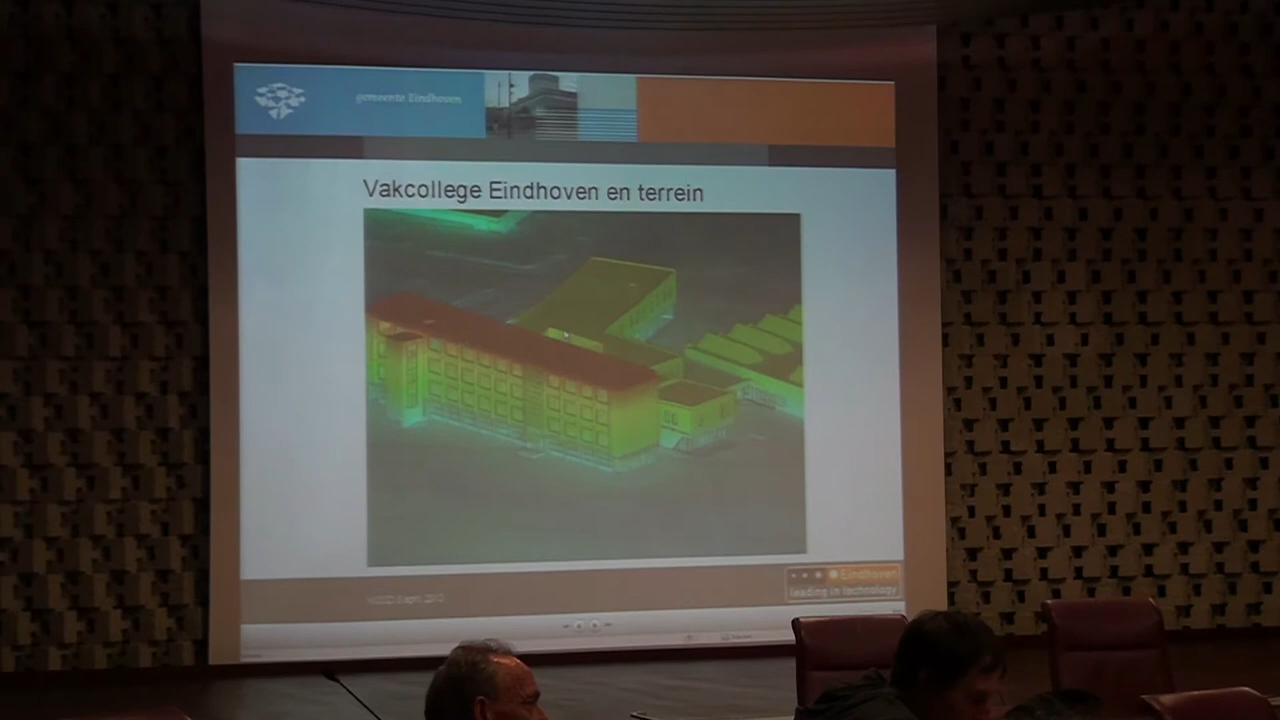 gemeente Eindhoven
Vakcollege Eindhoven en terrein
Eindhoven
leading in technology